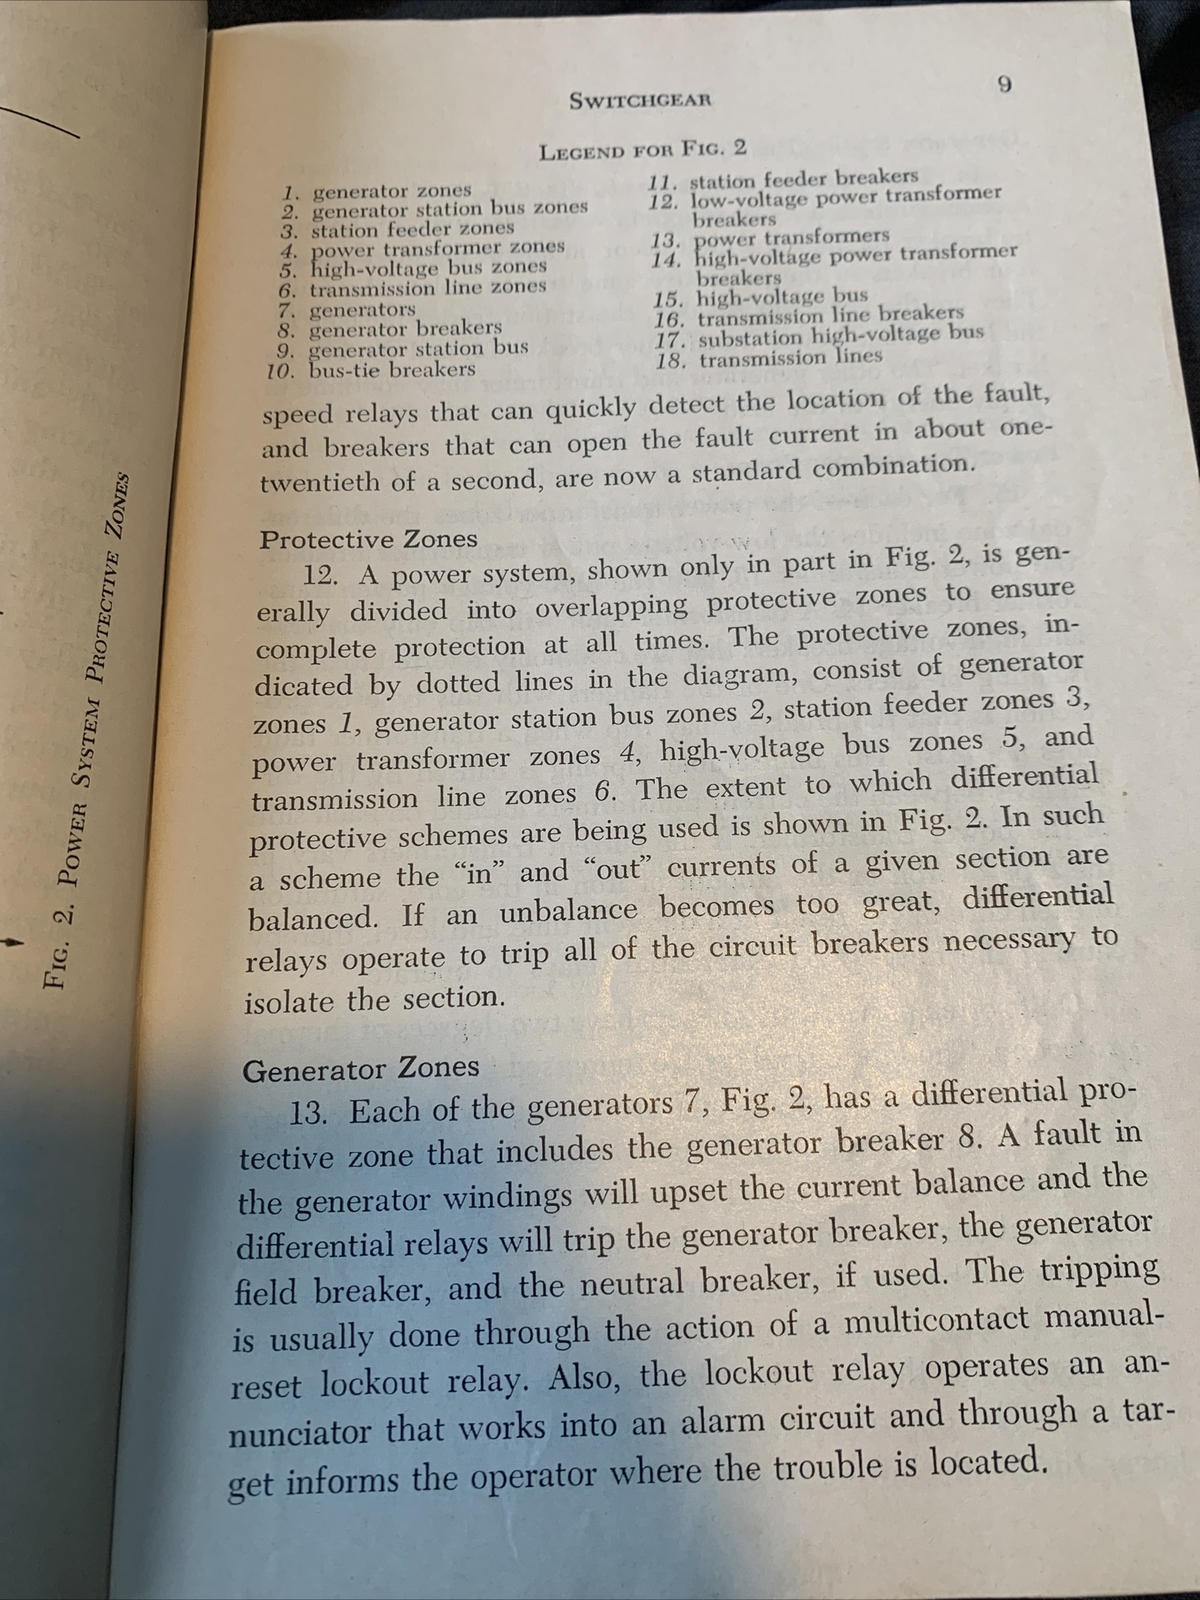 SWITCHGEAR
9
LEGEND FOR FIG. 2
1. generator zones
2. generator station bus zones
3. station feeder zones
4. power transformer zones
5. high-voltage bus zones
6. transmission line zones
7. generators
8. generator breakers
9. generator station bus
10. bus-tie breakers
11. station feeder breakers
12. low-voltage power transformer
breakers
13. power transformers
14. high-voltage power transformer
breakers
15. high-voltage bus
16. transmission line breakers
17. substation high-voltage bus
18. transmission lines
speed relays that can quickly detect the location of the fault,
and breakers that can open the fault current in about one-
twentieth of a second, are now a standard combination.
Protective Zones
12. A power system, shown only in part in Fig. 2, is gen-
erally divided into overlapping protective zones to ensure
complete protection at all times. The protective zones, in-
dicated by dotted lines in the diagram, consist of generator
zones 1, generator station bus zones 2, station feeder zones 3,
power transformer zones 4, high-voltage bus zones 5, and
transmission line zones 6. The extent to which differential
protective schemes are being used is shown in Fig. 2. In such
a scheme the “in” and “out” currents of a given section are
balanced. If an unbalance becomes too great, differential
relays operate to trip all of the circuit breakers necessary to
isolate the section.
Generator Zones
13. Each of the generators 7, Fig. 2, has a differential pro-
tective zone that includes the generator breaker 8. A fault in
the generator windings will upset the current balance and the
differential relays will trip the generator breaker, the generator
field breaker, and the neutral breaker, if used. The tripping
is usually done through the action of a multicontact manual-
reset lockout relay. Also, the lockout relay operates an an-
nunciator that works into an alarm circuit and through a tar-
get informs the operator where the trouble is located.
FIG. 2. POWER SYSTEM PROTECTIVE ZONES